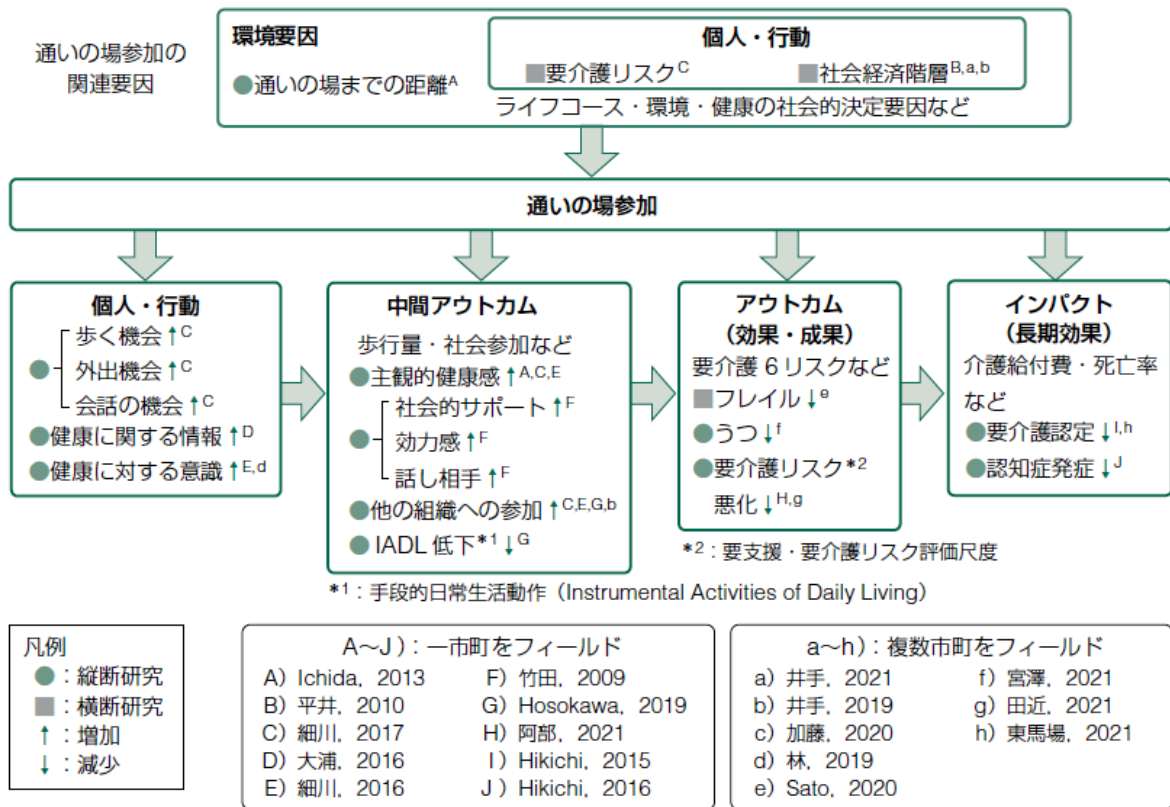 通いの場参加の
関連要因
環境要因
●通いの場までの距離A
個人・行動
■要介護リスクC ■社会経済階層B,a,b
ライフコース・環境・健康の社会的決定要因など
通いの場参加
個人・行動
歩く機会↑C
●外出機会↑C
会話の機会↑C
●健康に関する情報↑D
●健康に対する意識↑E,d
中間アウトカム
歩行量・社会参加など
●主観的健康感↑A,C,E
社会的サポート↑F
●効力感↑F
話し相手↑F
●他の組織への参加↑C,E,G,b
●IADL 低下*1↓G
アウトカム
(効果・成果)
要介護 6 リスクなど
■フレイル↓e
●うつ↓f
●要介護リスク*2
悪化↓H,g
インパクト
(長期効果)
介護給付費・死亡率
など
●要介護認定↓I,h
●認知症発症↓J
*2:要支援・要介護リスク評価尺度
*1:手段的日常生活動作(Instrumental Activities of Daily Living)
凡例
●:縦断研究
■:横断研究
↑:増加
↓:減少
A~J):一市町をフィールド
A)Ichida, 2013
B)平井, 2010
C)細川, 2017
D)大浦, 2016
E)細川, 2016
F)竹田, 2009
G)Hosokawa, 2019
H)阿部, 2021
I)Hikichi, 2015
J)Hikichi, 2016
a~h):複数市町をフィールド
a)井手, 2021
b)井手, 2019
c)加藤, 2020
d)林, 2019
e)Sato, 2020
f)宮澤, 2021
g)田近, 2021
h)東馬場, 2021